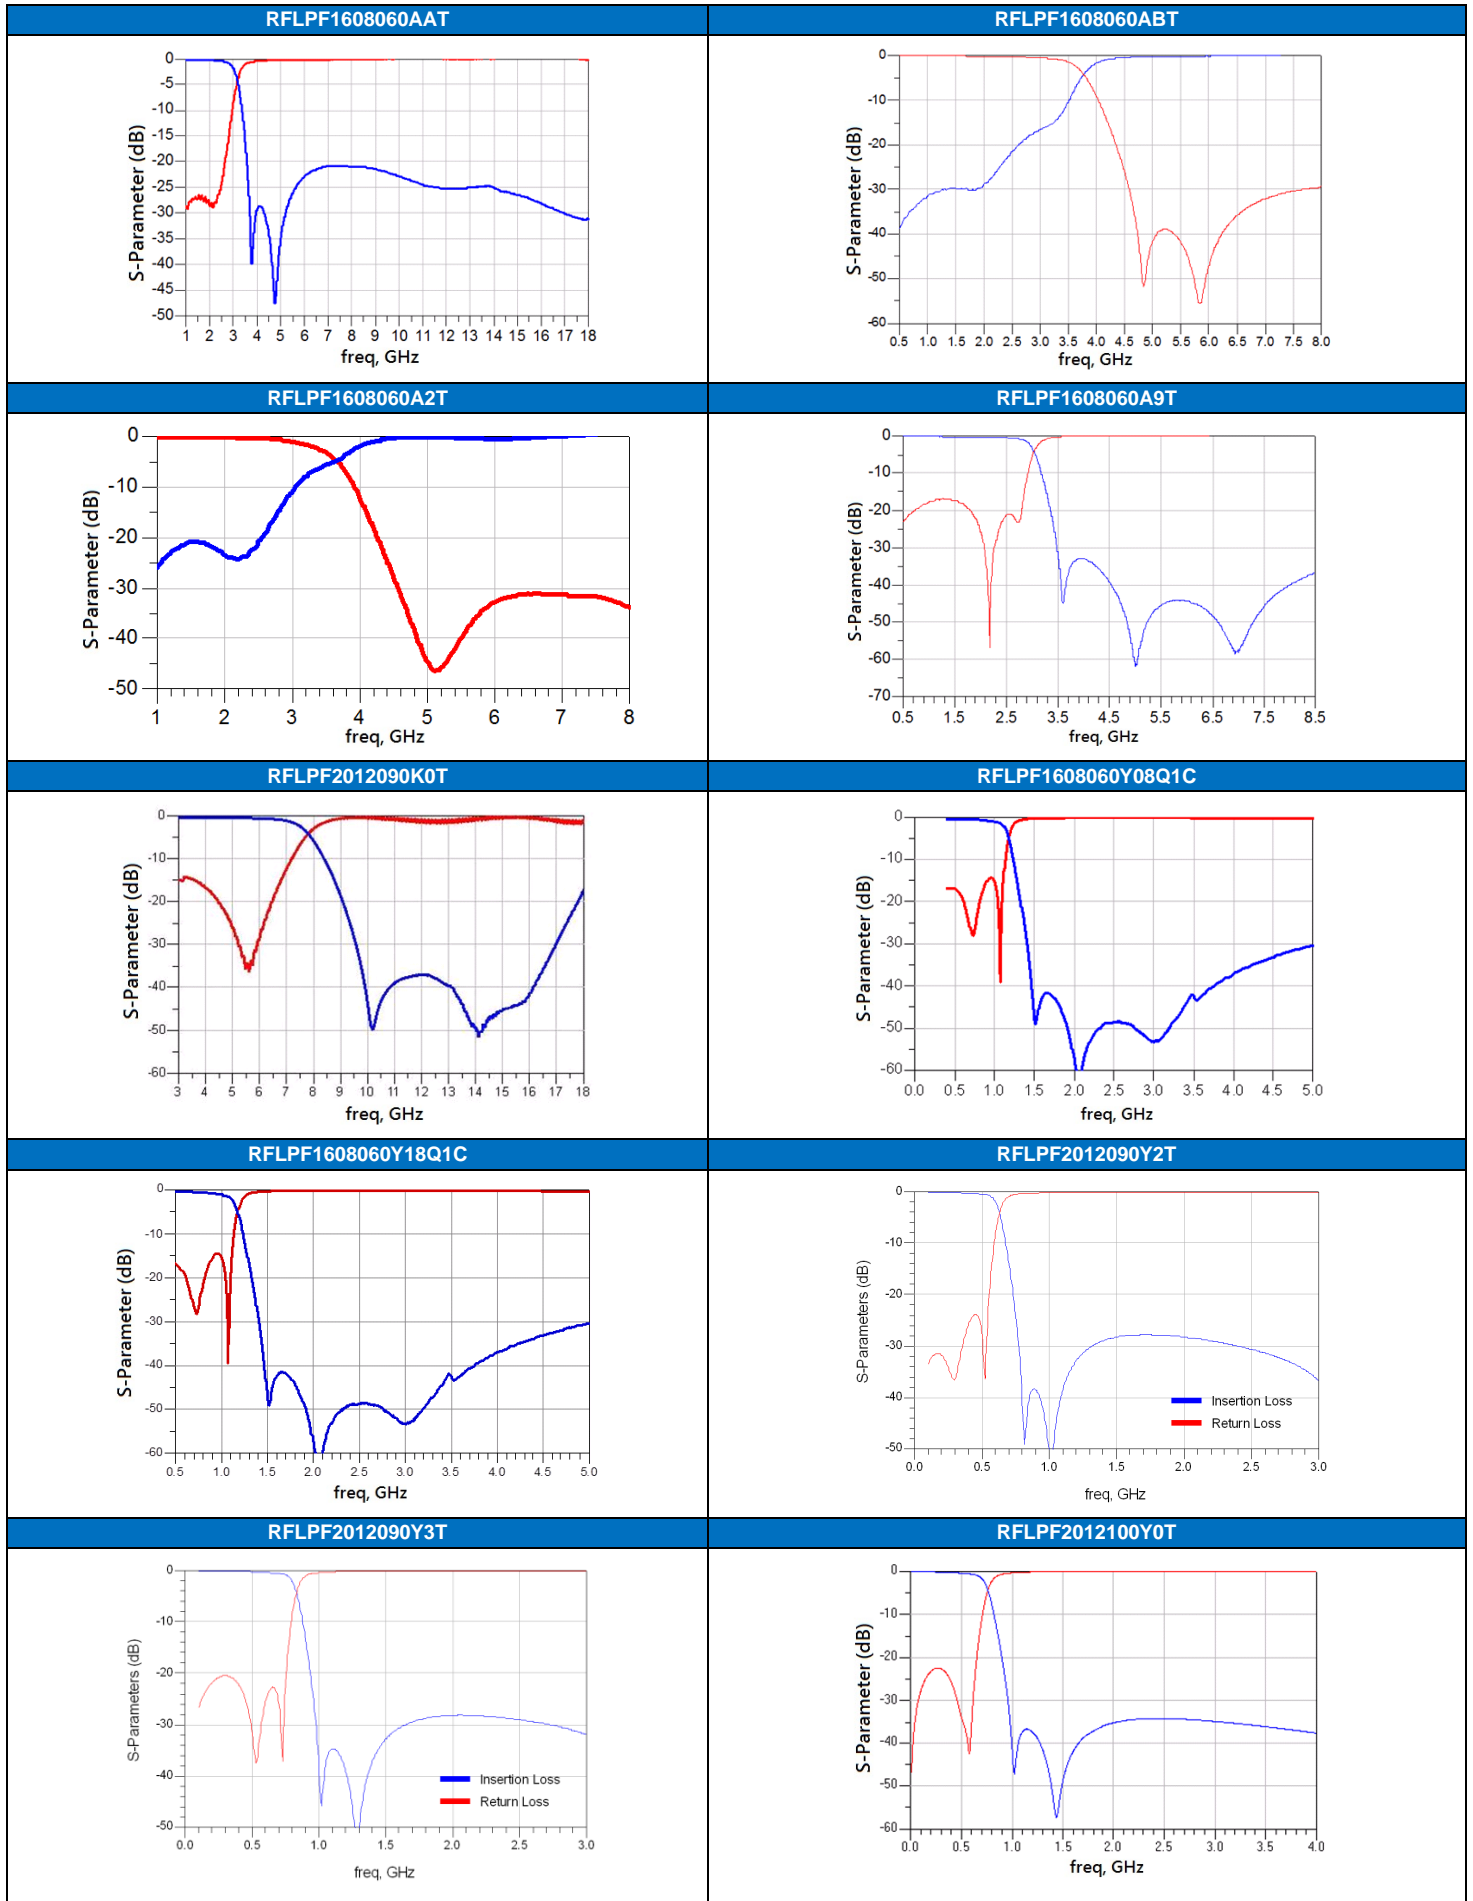 RFLPF1608060AAT
RFLPF1608060ABT
0
-5
-10
-15
-20
-25
-30
-35
-40
-45
-50
S-Parameter (dB)
1 2 3 4 5 6 7 8 9 10 11 12 13 14 15 16 17 18
freq, GHz
0
-10
-20
-30
-40
-50
-60
S-Parameter (dB)
0.5 1.0 1.5 2.0 2.5 3.0 3.5 4.0 4.5 5.0 5.5 6.0 6.5 7.0 7.5 8.0
freq, GHz
RFLPF1608060A2T
RFLPF1608060A9T
0
-10
-20
-30
-40
-50
S-Parameter (dB)
1 2 3 4 5 6 7 8
freq, GHz
0
-10
-20
-30
-40
-50
-60
-70
S-Parameter (dB)
0.5 1.5 2.5 3.5 4.5 5.5 6.5 7.5 8.5
freq, GHz
RFLPF2012090K0T
RFLPF1608060Y08Q1C
0
-10
-20
-30
-40
-50
-60
S-Parameter (dB)
3 4 5 6 7 8 9 10 11 12 13 14 15 16 17 18
freq, GHz
0
-10
-20
-30
-40
-50
-60
S-Parameter (dB)
0.0 0.5 1.0 1.5 2.0 2.5 3.0 3.5 4.0 4.5 5.0
freq, GHz
RFLPF1608060Y18Q1C
RFLPF2012090Y2T
0
-10
-20
-30
-40
-50
-60
S-Parameter (dB)
0.5 1.0 1.5 2.0 2.5 3.0 3.5 4.0 4.5 5.0
freq, GHz
0
-10
-20
-30
-40
-50
S-Parameters (dB)
Insertion Loss
Return Loss
0.0 0.5 1.0 1.5 2.0 2.5 3.0
freq, GHz
RFLPF2012090Y3T
RFLPF2012100Y0T
0
-10
-20
-30
-40
-50
S-Parameters (dB)
Insertion Loss
Return Loss
0.0 0.5 1.0 1.5 2.0 2.5 3.0
freq, GHz
0
-10
-20
-30
-40
-50
-60
S-Parameter (dB)
0.0 0.5 1.0 1.5 2.0 2.5 3.0 3.5 4.0
freq, GHz